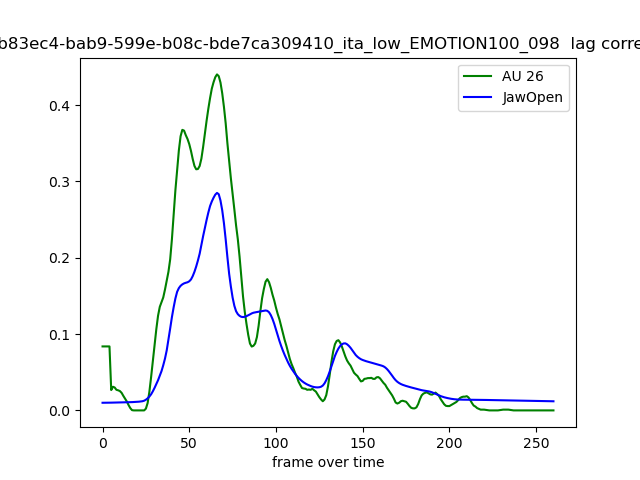 b83ec4-bab9-599e-b08c-bde7ca309410_ita_low_EMOTION100_098 lag corre
AU 26
JawOpen
0.4
0.3
0.2
0.1
0.0
0 50 100 150 200 250
frame over time